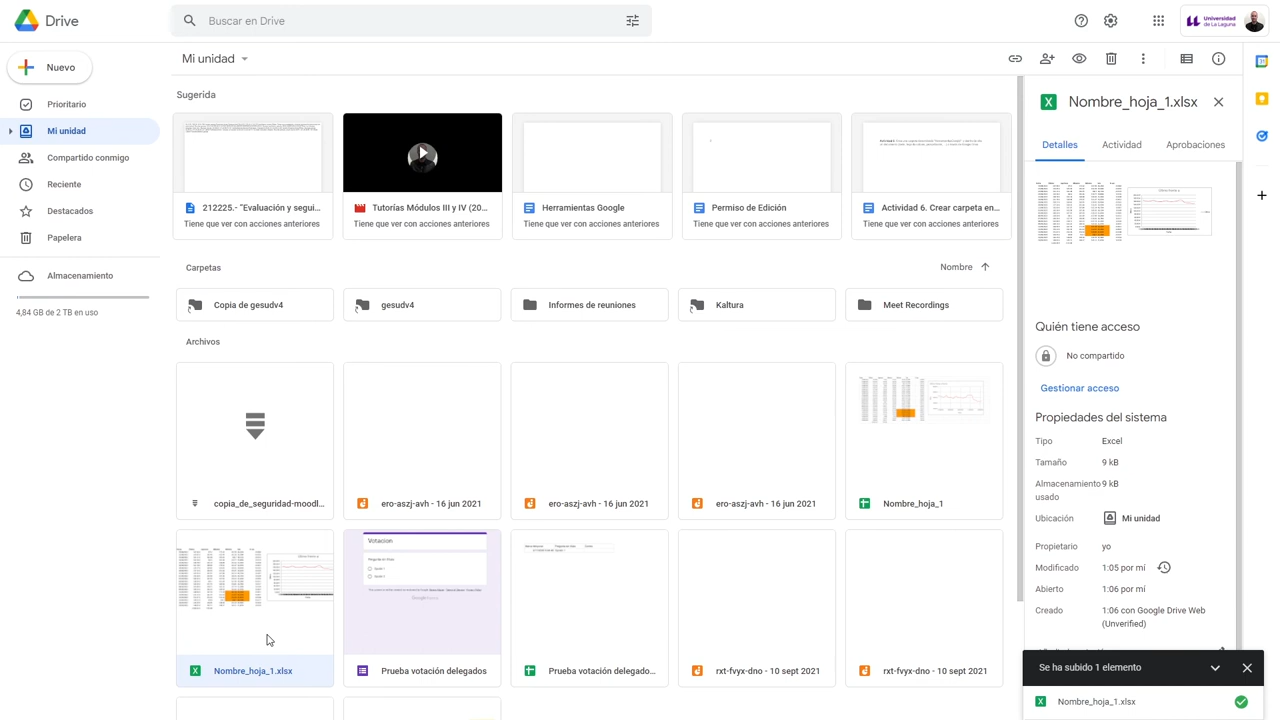 Drive
Buscar en Drive
Universidad
de La Laguna
Nuevo
Mi unidad
Prioritario
Mi unidad
Compartido conmigo
Reciente
Destacados
Papelera
Almacenamiento
4,84 GB de 2 TB en uso
Sugerida
212225.- "Evaluación y segui...
Tiene que ver con acciones anteriores
Tutoria Módulos III y IV (20...
Tiene que ver con acciones anteriores
Herramientas Google
Tiene que ver con acciones anteriores
Permiso de Edición
Tiene que ver con acciones anteriores
Actividad 6. Crear carpeta en...
Tiene que ver con acciones anteriores
Carpetas
Nombre
Copia de gesudv4
gesudv4
Informes de reuniones
Kaltura
Meet Recordings
Archivos
copia_de_seguridad-moodl...
ero-aszj-avh - 16 jun 2021
ero-aszj-avh - 16 jun 2021
ero-aszj-avh - 16 jun 2021
Nombre_hoja_1
Votacion
Nombre_hoja_1.xlsx
Prueba votación delegados
Prueba votación delegado...
rxt-fvyx-dno - 10 sept 2021
rxt-fvyx-dno - 10 sept 2021
Nombre_hoja_1.xlsx
Detalles
Actividad
Aprobaciones
Quién tiene acceso
No compartido
Gestionar acceso
Propiedades del sistema
Tipo Excel
Tamaño 9 kB
Almacenamiento 9 kB
usado
Ubicación Mi unidad
Propietario yo
Modificado 1:05 por mí
Abierto 1:06 por mí
Creado 1:06 con Google Drive Web
(Unverified)
Se ha subido 1 elemento
Nombre_hoja_1.xlsx